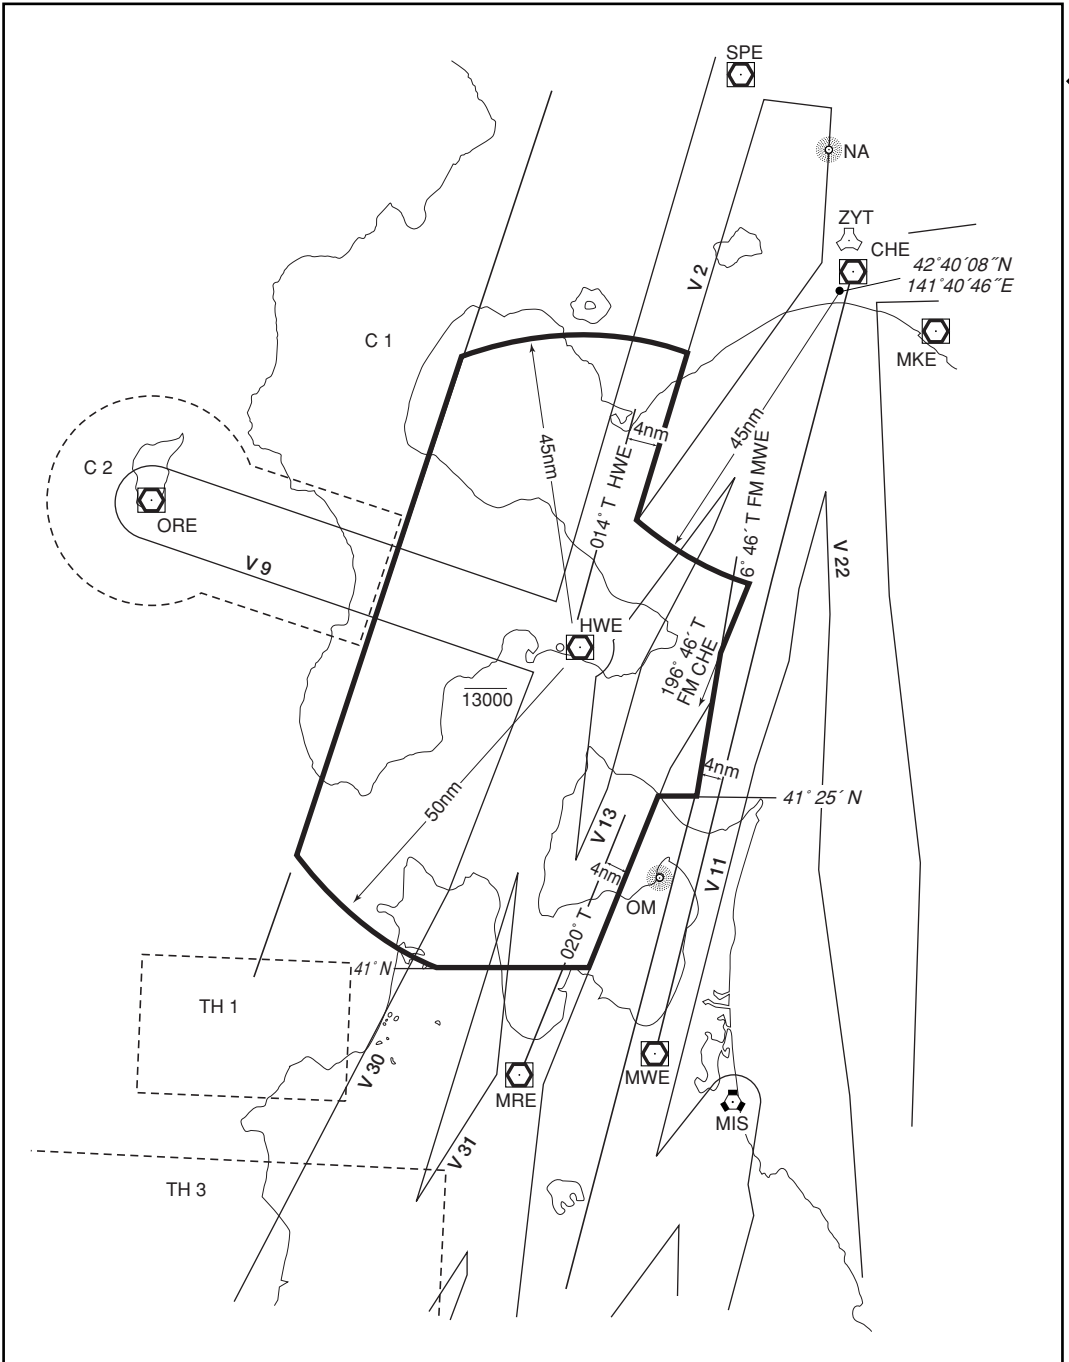 SPE
NA
ZYT
CHE
42°40′08″N
141°40′46″E
V 2
C 1
MKE
4nm
45nm
45nm
014° T HWE
6° 46′ T FM MWE
C 2
ORE
V 9
V 22
HWE
196° 46′ T
FM CHE
13000
50nm
4nm
41° 25′ N
V 13
4nm
V 11
OM
020° T
41° N
TH 1
V 30
MRE
MWE
MIS
V 31
TH 3